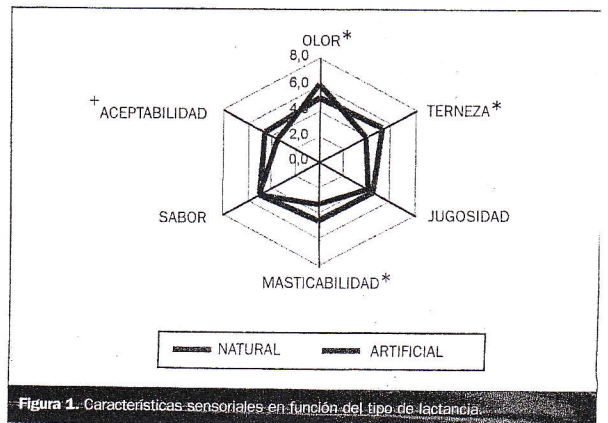 OLOR*
8,0
6,0
4,0
2,0
0,0
+ACEPTABILIDAD
TERNEZA*
SABOR
JUGOSIDAD
MASTICABILIDAD*
NATURAL
ARTIFICIAL
Figura 1. Características sensoriales en función del tipo de lactancia.